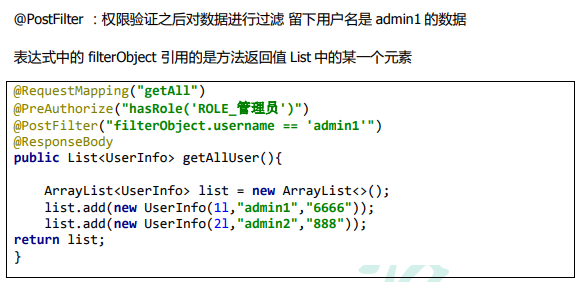 @PostFilter ：权限验证之后对数据进行过滤 留下用户名是 admin1 的数据
表达式中的 filterObject 引用的是方法返回值 List 中的某一个元素
@RequestMapping("getAll")
@PreAuthorize("hasRole('ROLE_管理员')")
@PostFilter("filterObject.username == 'admin1'")
@ResponseBody
public List<UserInfo> getAllUser(){
ArrayList<UserInfo> list = new ArrayList<>();
list.add(new UserInfo(1l,"admin1","6666"));
list.add(new UserInfo(2l,"admin2","888"));
return list;
}